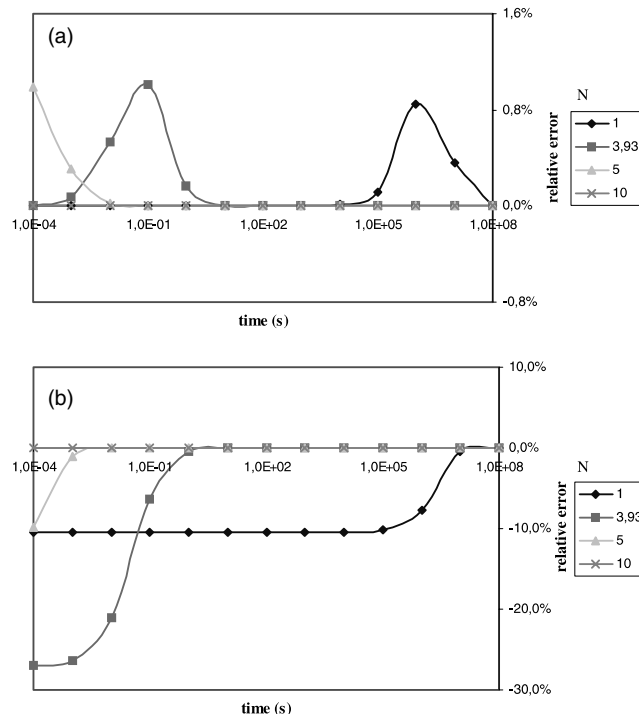 (a)
1,6%
0,8%
0,0%
-0,8%
1,0E-04 1,0E-01 1,0E+02 1,0E+05 1,0E+08
time (s)
relative error
N
1
3,93
5
10
(b)
10,0%
0,0%
-10,0%
-20,0%
-30,0%
1,0E-04 1,0E-01 1,0E+02 1,0E+05 1,0E+08
time (s)
relative error
N
1
3,93
5
10